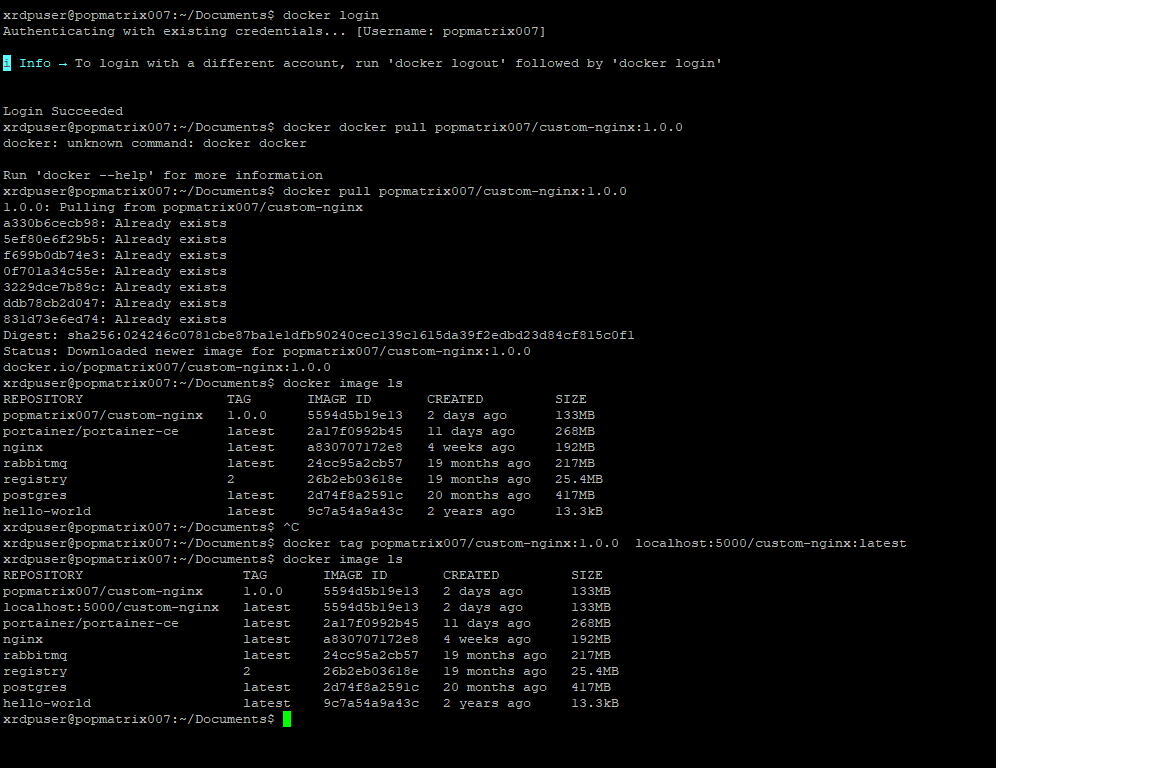 xrdpuser@popmatrix007:~/Documents$ docker login
Authenticating with existing credentials... [Username: popmatrix007]
i Info → To login with a different account, run 'docker logout' followed by 'docker login'
Login Succeeded
xrdpuser@popmatrix007:~/Documents$ docker docker pull popmatrix007/custom-nginx:1.0.0
docker: unknown command: docker docker
Run 'docker --help' for more information
xrdpuser@popmatrix007:~/Documents$ docker pull popmatrix007/custom-nginx:1.0.0
1.0.0: Pulling from popmatrix007/custom-nginx
a330b6cecb98: Already exists
5ef80e6f29b5: Already exists
f699b0db74e3: Already exists
0f701a34c55e: Already exists
3229dce7b89c: Already exists
ddb78cb2d047: Already exists
831d73e6ed74: Already exists
Digest: sha256:024246c0781cbe87ba1e1dfb90240cec139c1615da39f2edbd23d84cf815c0f1
Status: Downloaded newer image for popmatrix007/custom-nginx:1.0.0
docker.io/popmatrix007/custom-nginx:1.0.0
xrdpuser@popmatrix007:~/Documents$ docker image ls
REPOSITORY TAG IMAGE ID CREATED SIZE
popmatrix007/custom-nginx 1.0.0 5594d5b19e13 2 days ago 133MB
portainer/portainer-ce latest 2a17f0992b45 11 days ago 268MB
nginx latest a830707172e8 4 weeks ago 192MB
rabbitmq latest 24cc95a2cb57 19 months ago 217MB
registry 2 26b2eb03618e 19 months ago 25.4MB
postgres latest 2d74f8a2591c 20 months ago 417MB
hello-world latest 9c7a54a9a43c 2 years ago 13.3kB
xrdpuser@popmatrix007:~/Documents$ ^C
xrdpuser@popmatrix007:~/Documents$ docker tag popmatrix007/custom-nginx:1.0.0  localhost:5000/custom-nginx:latest
xrdpuser@popmatrix007:~/Documents$ docker image ls
REPOSITORY TAG IMAGE ID CREATED SIZE
popmatrix007/custom-nginx 1.0.0 5594d5b19e13 2 days ago 133MB
localhost:5000/custom-nginx latest 5594d5b19e13 2 days ago 133MB
portainer/portainer-ce latest 2a17f0992b45 11 days ago 268MB
nginx latest a830707172e8 4 weeks ago 192MB
rabbitmq latest 24cc95a2cb57 19 months ago 217MB
registry 2 26b2eb03618e 19 months ago 25.4MB
postgres latest 2d74f8a2591c 20 months ago 417MB
hello-world latest 9c7a54a9a43c 2 years ago 13.3kB
xrdpuser@popmatrix007:~/Documents$